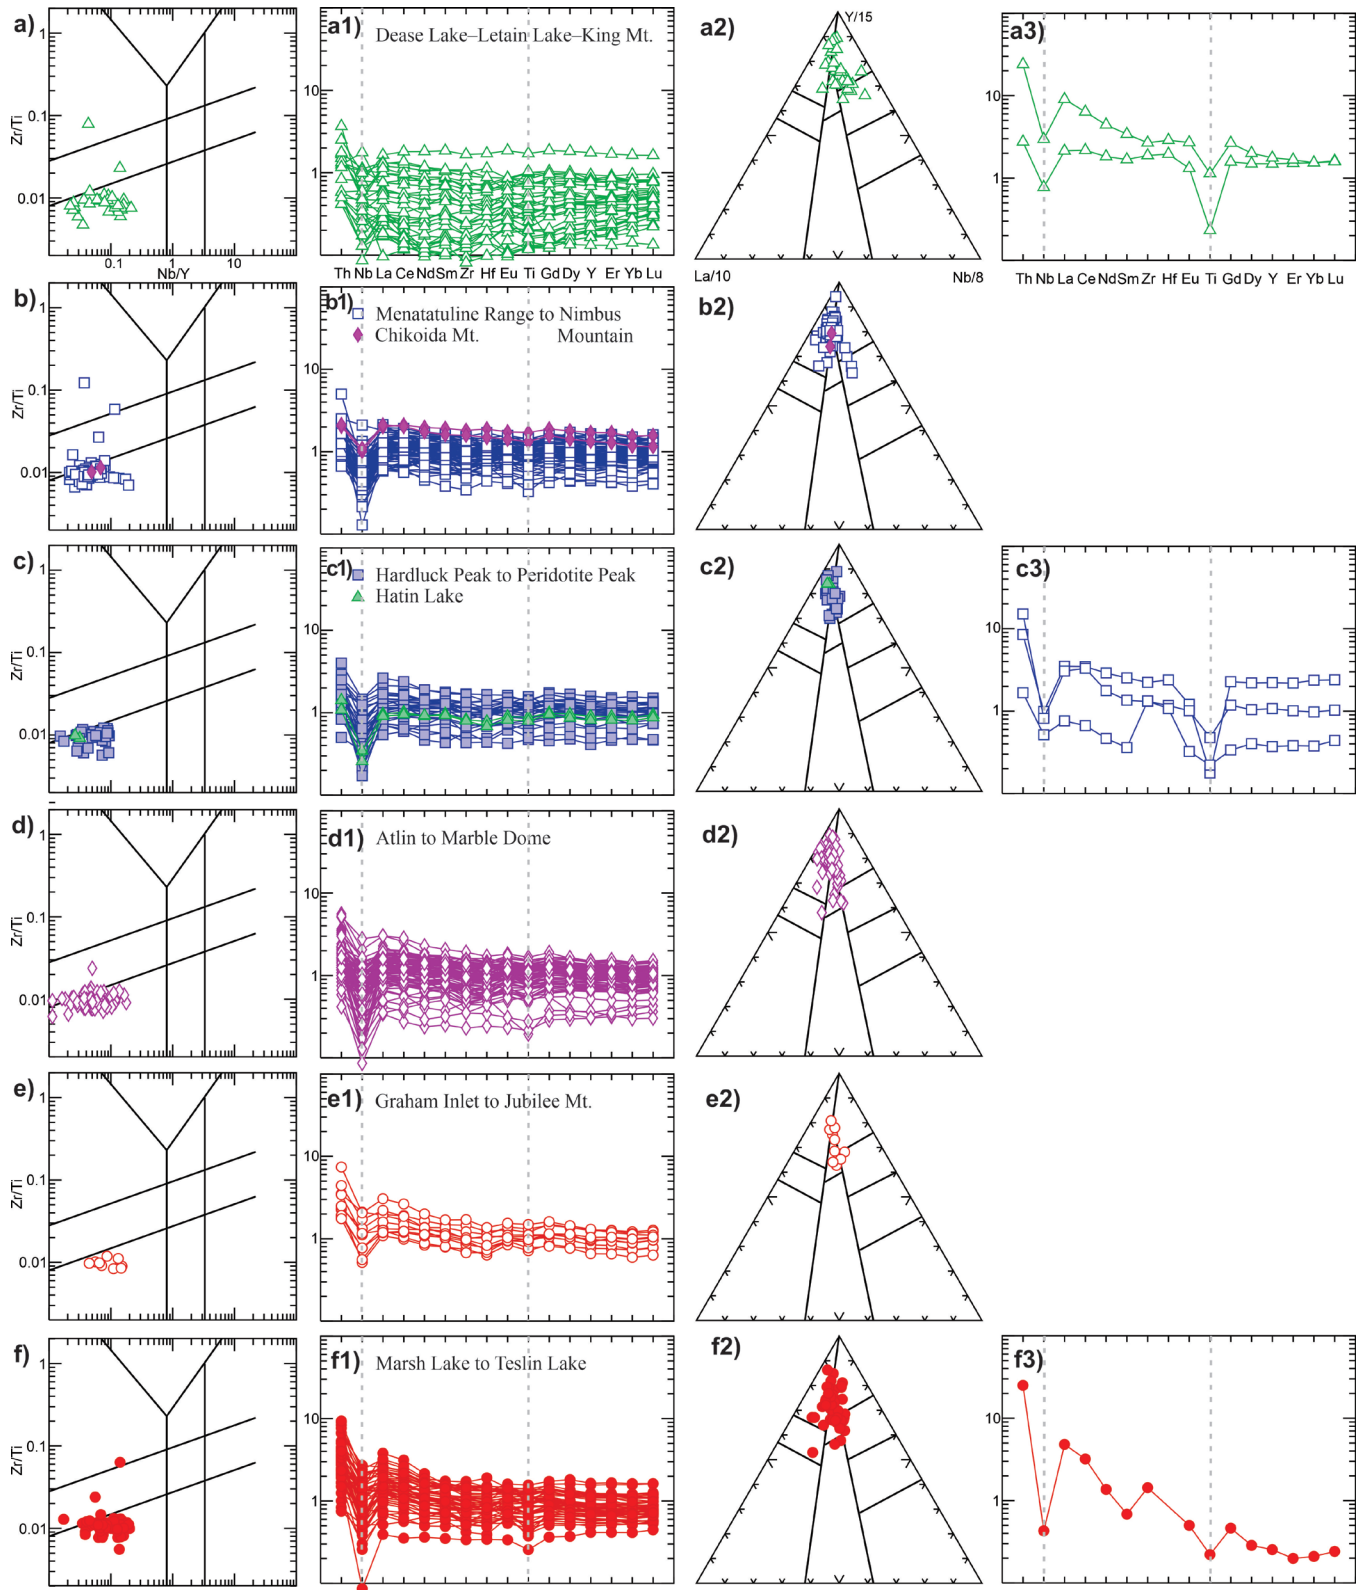 a)
1
0.1
0.01
Zr/Ti
0.1
1
10
Nb/Y
a1)
Dease Lake–Letain Lake–King Mt.
10
1
Th Nb La Ce Nd Sm Zr Hf Eu Ti Gd Dy Y Er Yb Lu
a2)
Y/15
La/10
Nb/8
a3)
10
1
Th Nb La Ce Nd Sm Zr Hf Eu Ti Gd Dy Y Er Yb Lu
b)
1
0.1
0.01
Zr/Ti
b1)
Menatatuline Range to Nimbus
Chikoida Mt. Mountain
10
1
b2)
c)
1
0.1
0.01
Zr/Ti
c1)
Hardluck Peak to Peridotite Peak
Hatin Lake
10
1
c2)
c3)
10
1
d)
1
0.1
0.01
Zr/Ti
d1)
Atlin to Marble Dome
10
1
d2)
e)
1
0.1
0.01
Zr/Ti
e1)
Graham Inlet to Jubilee Mt.
10
1
e2)
f)
1
0.1
0.01
Zr/Ti
f1)
Marsh Lake to Teslin Lake
10
1
f2)
f3)
10
1